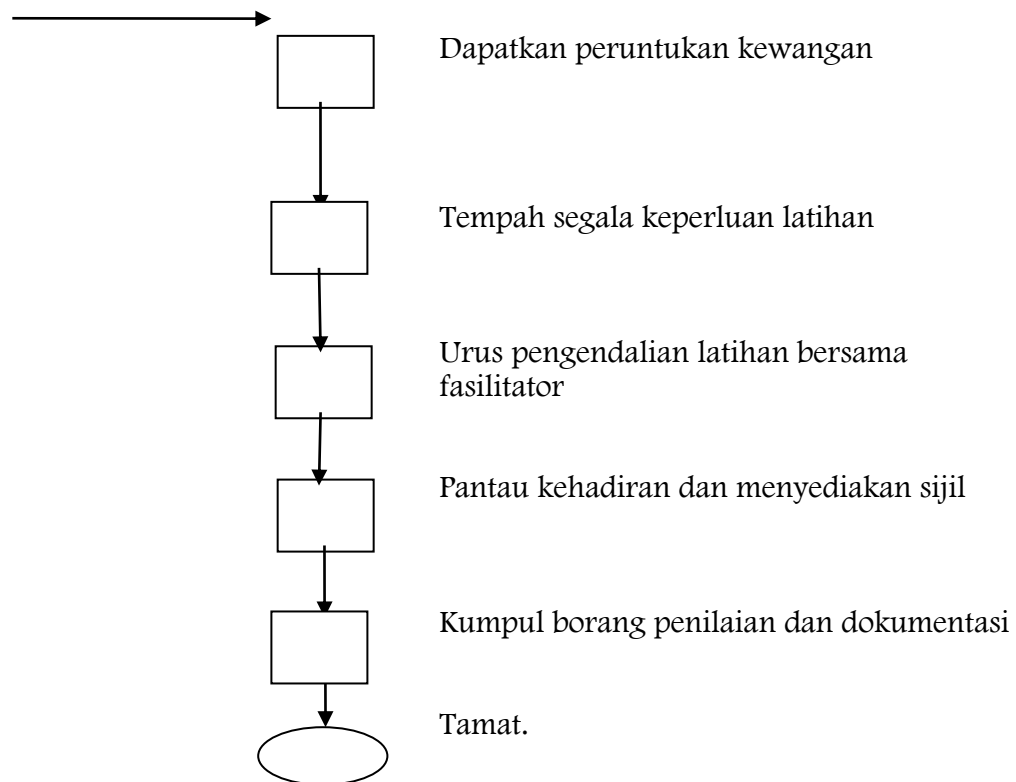 Dapatkan peruntukan kewangan
Tempah segala keperluan latihan
Urus pengendalian latihan bersama
fasilitator
Pantau kehadiran dan menyediakan sijil
Kumpul borang penilaian dan dokumentasi
Tamat.